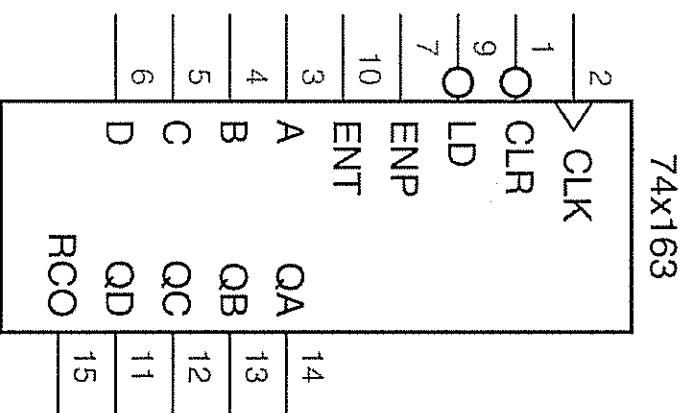 74x163
2 CLK
1 CLR
9 LD
7 ENP
10 ENT
3 A QA 14
4 B QB 13
5 C QC 12
6 D QD 11
RCO 15